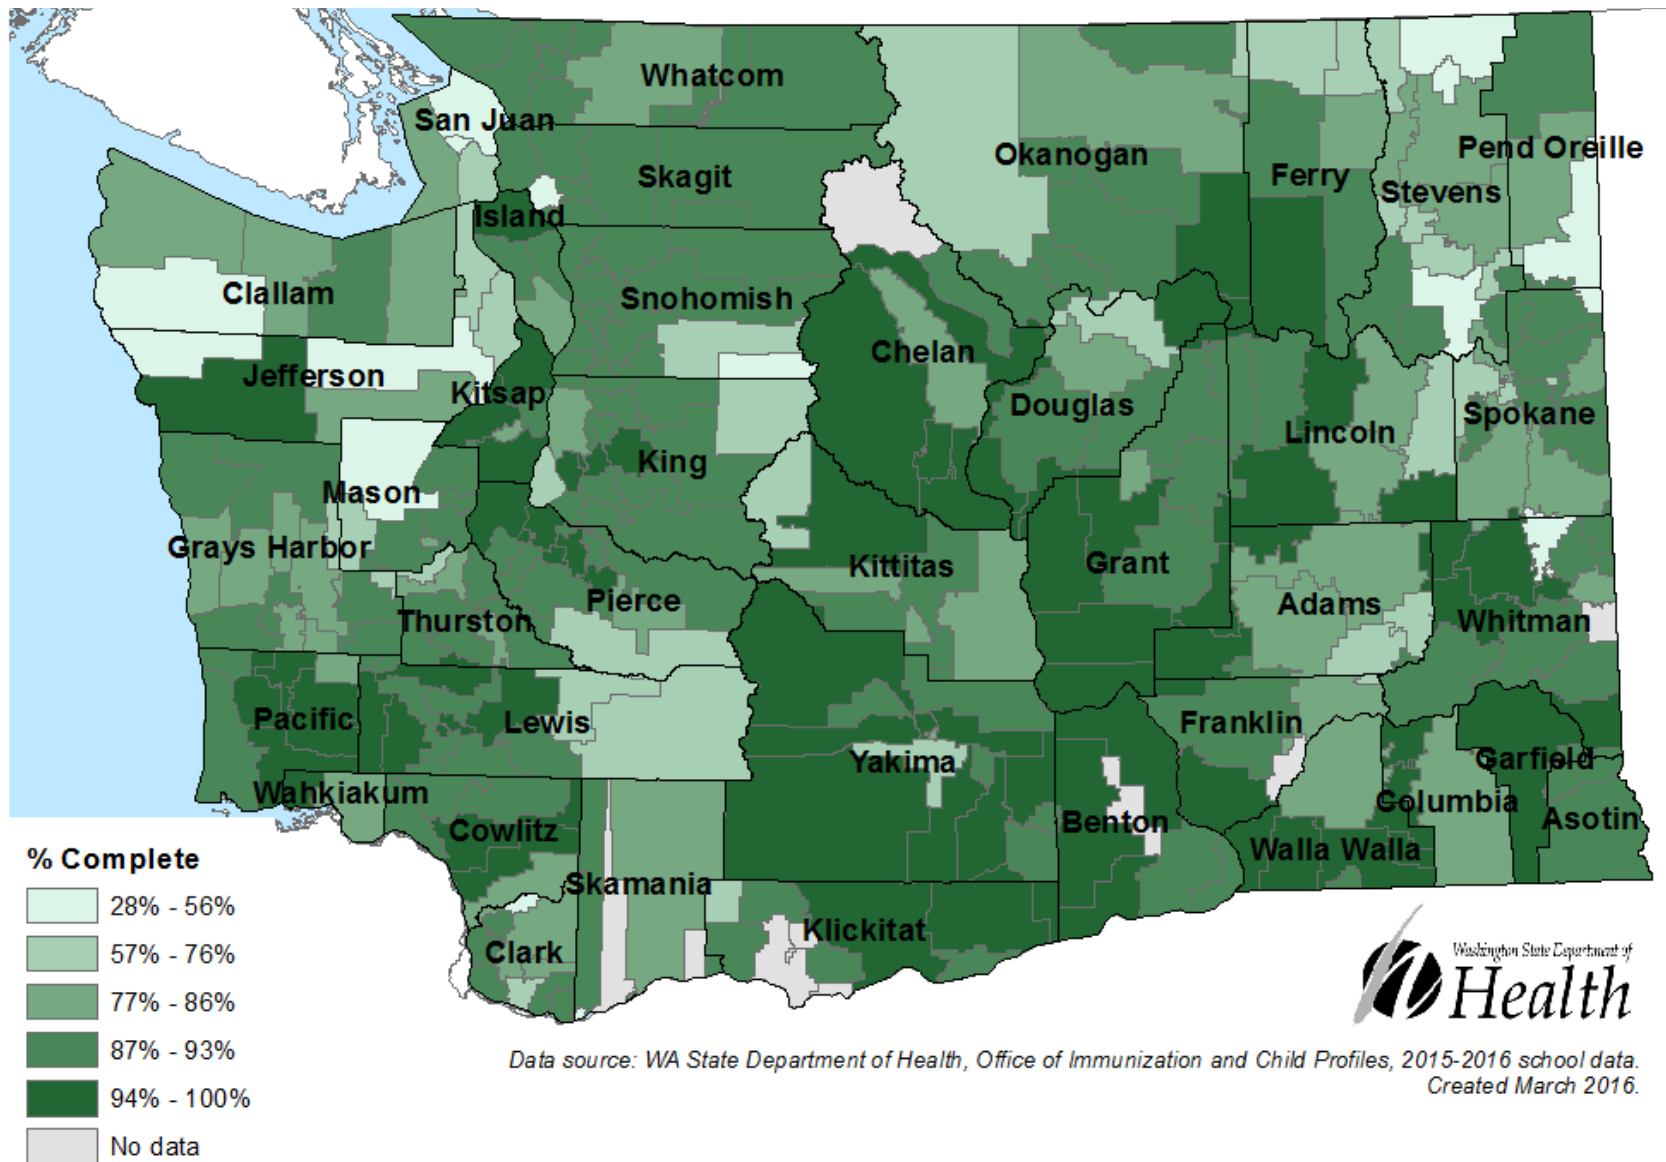 Whatcom
San Juan
Skagit
Okanogan
Ferry
Stevens
Pend Oreille
Island
Clallam
Snohomish
Jefferson
Kitsap
Chelan
Douglas
Lincoln
Spokane
King
Mason
Grays Harbor
Kittitas
Grant
Pierce
Thurston
Adams
Whitman
Pacific
Lewis
Yakima
Franklin
Garfield
Wahkiakum
Cowlitz
Benton
Columbia
Asotin
Walla Walla
Skamania
Klickitat
Clark
% Complete
28% - 56%
57% - 76%
77% - 86%
87% - 93%
94% - 100%
No data
Washington State Department of
Health
Data source: WA State Department of Health, Office of Immunization and Child Profiles, 2015-2016 school data.
Created March 2016.